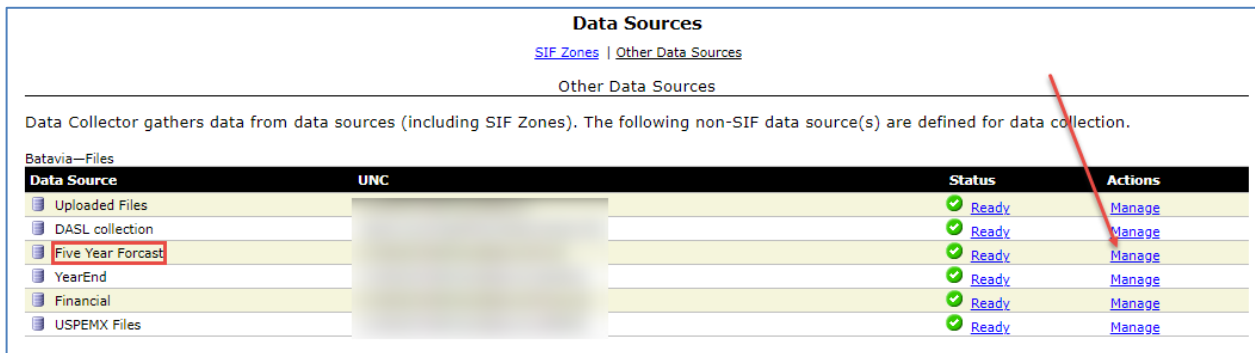 Data Sources
SIF Zones | Other Data Sources
Other Data Sources
Data Collector gathers data from data sources (including SIF Zones). The following non-SIF data source(s) are defined for data collection.
Batavia—Files
Data Source UNC Status Actions
Uploaded Files Ready Manage
DASL collection Ready Manage
Five Year Forcast Ready Manage
YearEnd Ready Manage
Financial Ready Manage
USPEMX Files Ready Manage